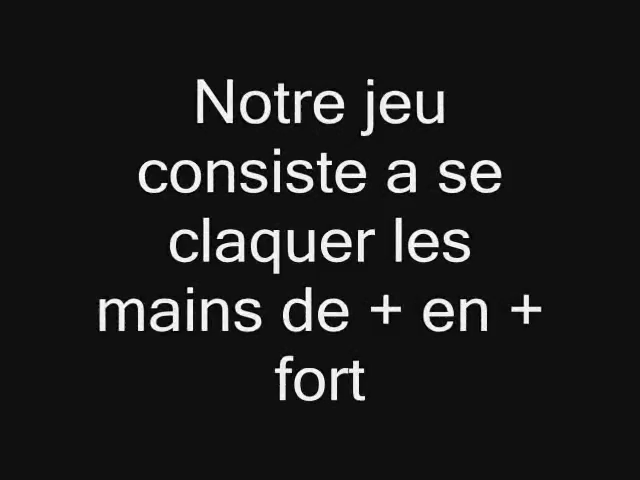 Notre jeu
consiste a se
claquer les
mains de + en +
fort